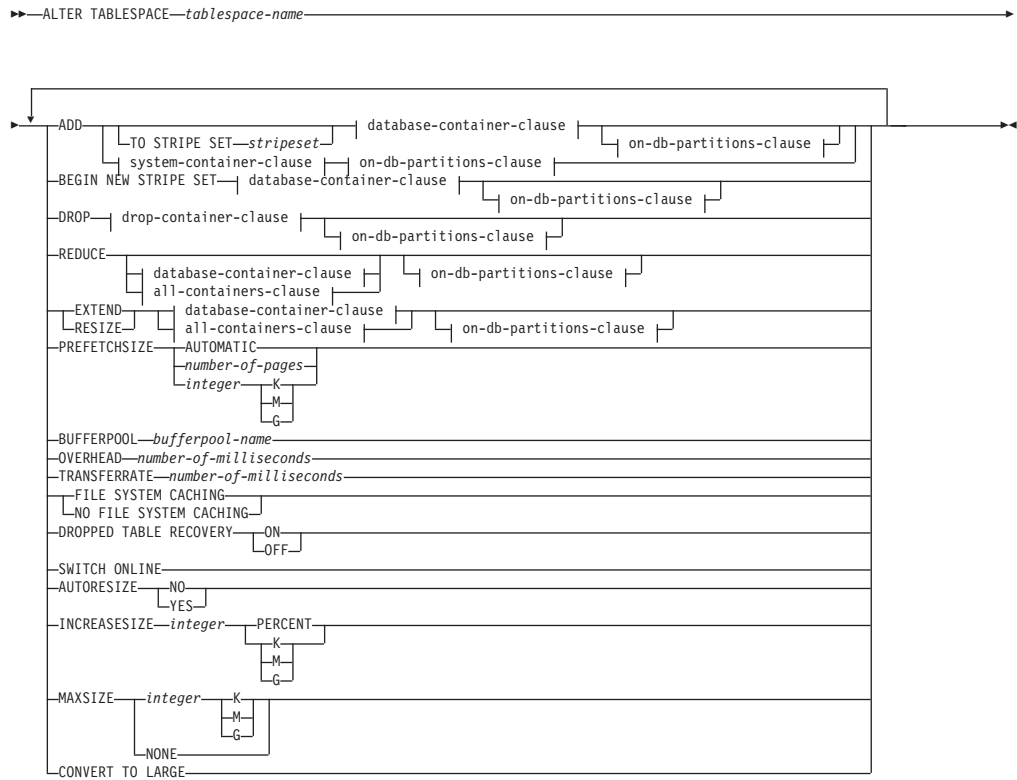 ALTER TABLESPACE tablespace-name
ADD database-container-clause
TO STRIPE SET stripeset on-db-partitions-clause
system-container-clause on-db-partitions-clause
BEGIN NEW STRIPE SET database-container-clause
on-db-partitions-clause
DROP drop-container-clause
on-db-partitions-clause
REDUCE
database-container-clause on-db-partitions-clause
all-containers-clause
EXTEND database-container-clause
RESIZE all-containers-clause on-db-partitions-clause
PREFETCHSIZE AUTOMATIC
number-of-pages
integer K
M
G
BUFFERPOOL bufferpool-name
OVERHEAD number-of-milliseconds
TRANSFERRATE number-of-milliseconds
FILE SYSTEM CACHING
NO FILE SYSTEM CACHING
DROPPED TABLE RECOVERY ON
OFF
SWITCH ONLINE
AUTORESIZE NO
YES
INCREASESIZE integer PERCENT
K
M
G
MAXSIZE integer K
M
G
NONE
CONVERT TO LARGE